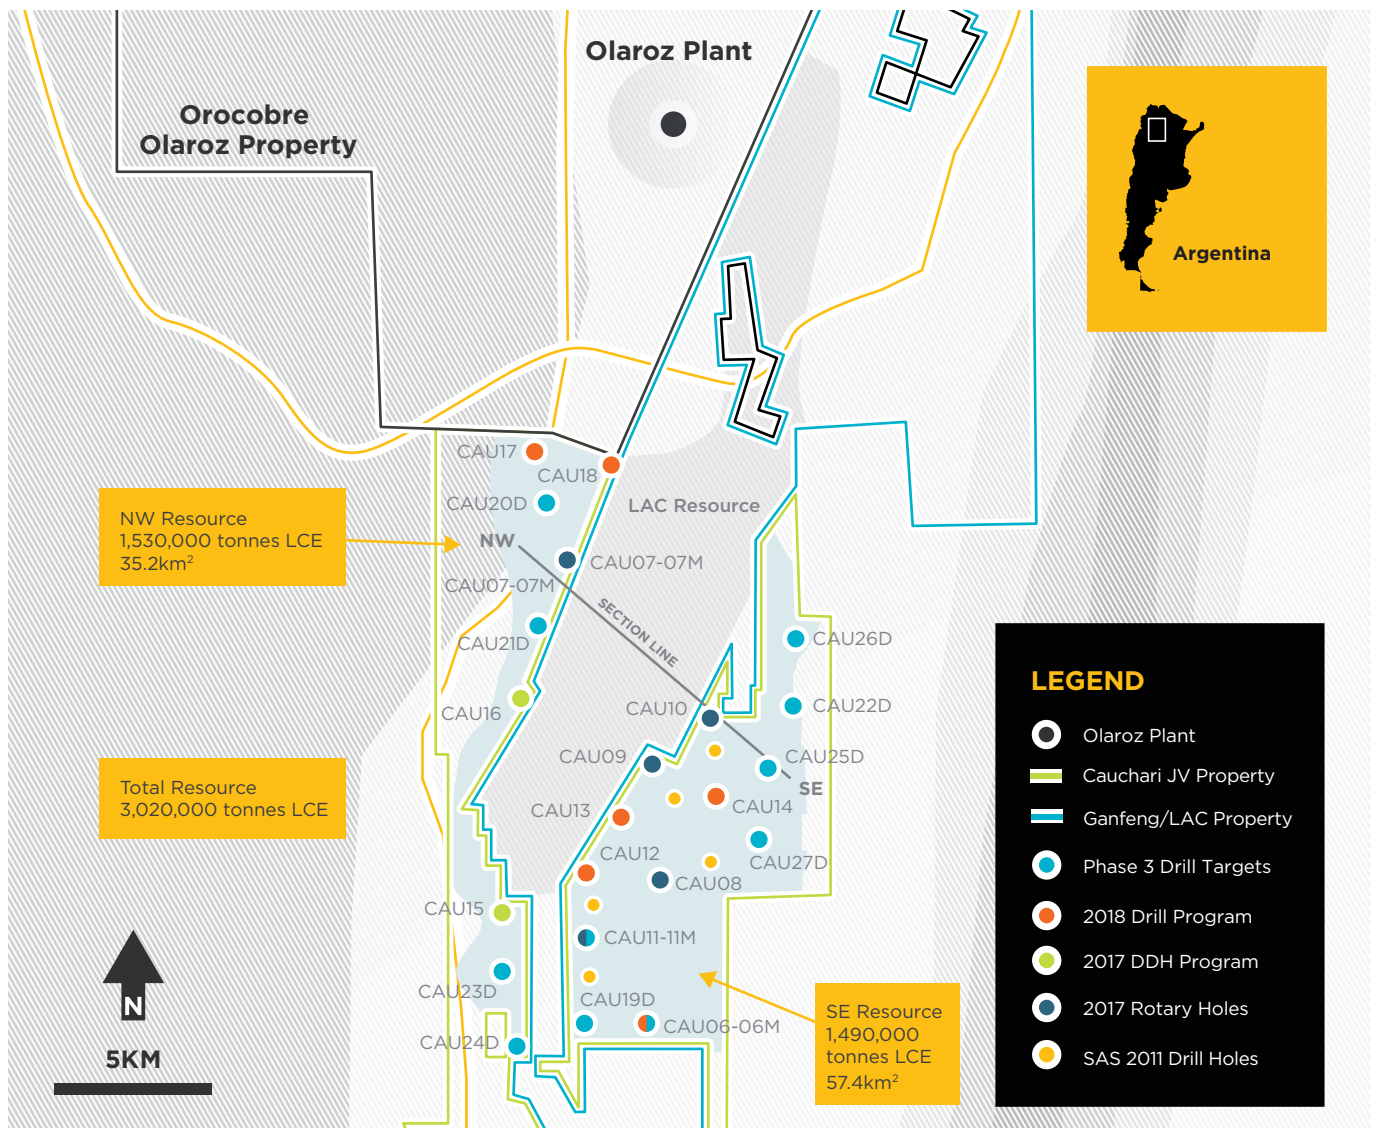 Olaroz Plant
Orocobre
Olaroz Property
Argentina
CAU17
CAU18
CAU20D
LAC Resource
NW Resource
1,530,000 tonnes LCE
35.2km²
NW
CAU07-07M
CAU07-07M
SECTION LINE
CAU21D
CAU26D
CAU16
CAU10
CAU22D
CAU09
CAU25D
SE
Total Resource
3,020,000 tonnes LCE
CAU13
CAU14
CAU12
CAU27D
CAU08
CAU15
CAU11-11M
CAU23D
CAU19D
CAU06-06M
CAU24D
SE Resource
1,490,000
tonnes LCE
57.4km²
N
5KM
LEGEND
Olaroz Plant
Cauchari JV Property
Ganfeng/LAC Property
Phase 3 Drill Targets
2018 Drill Program
2017 DDH Program
2017 Rotary Holes
SAS 2011 Drill Holes